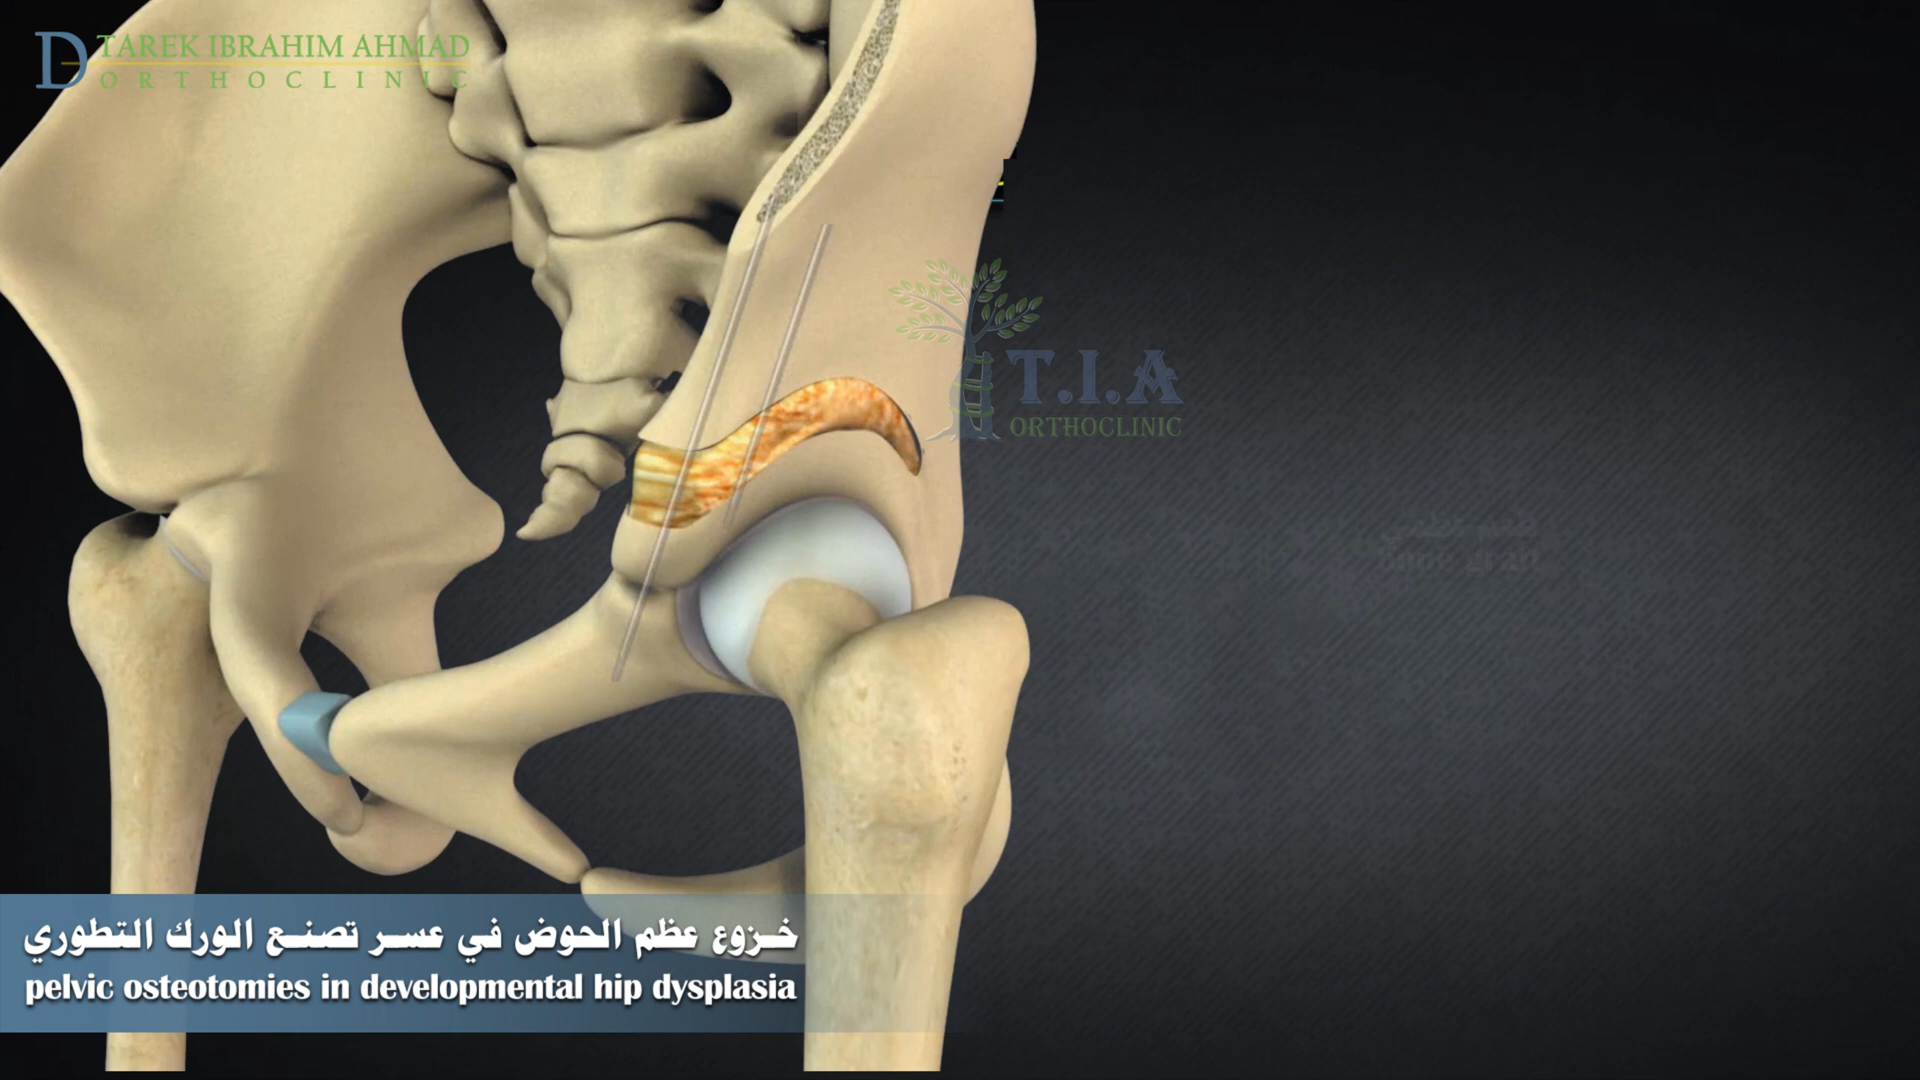 D TAREK IBRAHIM AHMAD
ORTHOCLINIC
T.I.A
ORTHOCLINIC
خزوع عظم الحوض في عسر تصنع الورك التطوري
pelvic osteotomies in developmental hip dysplasia